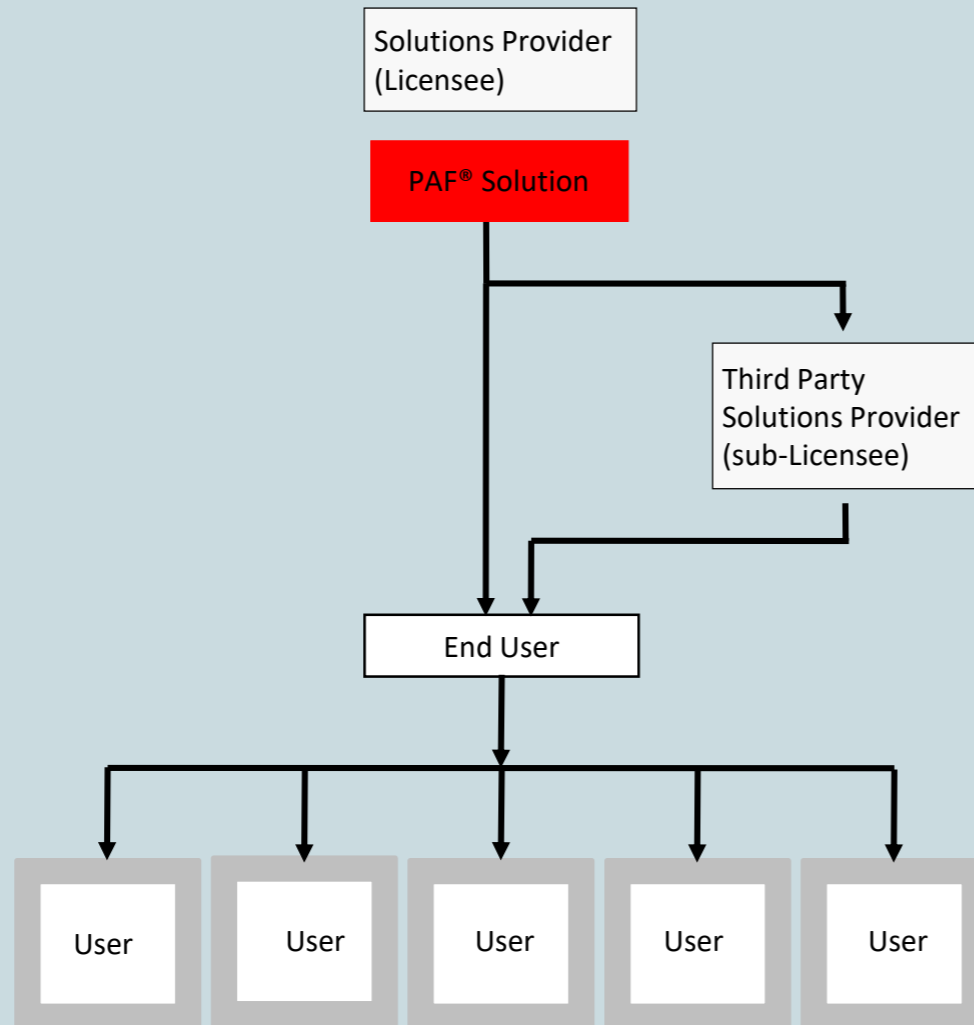 Solutions Provider
(Licensee)
PAF® Solution
Third Party
Solutions Provider
(sub-Licensee)
End User
User
User
User
User
User